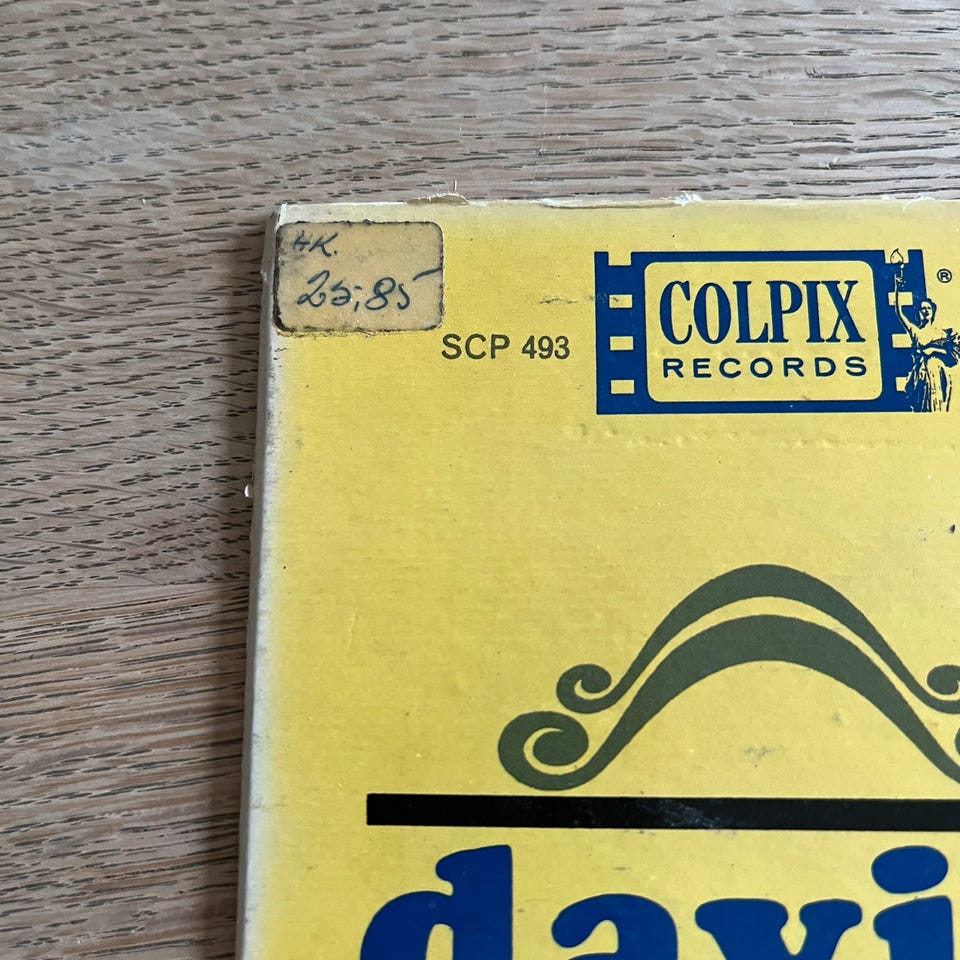 HK.
25,85
SCP 493
COLPIX ®
RECORDS
davi